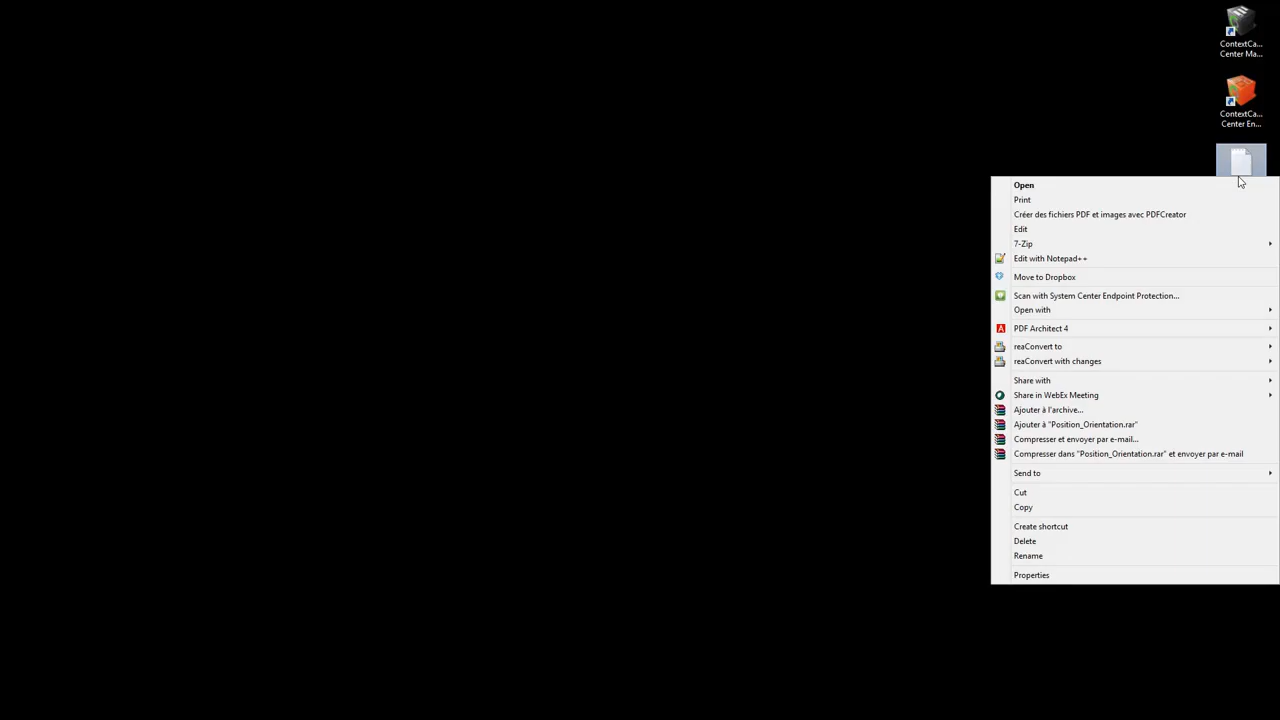 ContextCa...
Center Ma...
ContextCa...
Center En...
Open
Print
Créer des fichiers PDF et images avec PDFCreator
Edit
7-Zip
Edit with Notepad++
Move to Dropbox
Scan with System Center Endpoint Protection...
Open with
PDF Architect 4
reaConvert to
reaConvert with changes
Share with
Share in WebEx Meeting
Ajouter à l'archive...
Ajouter à "Position_Orientation.rar"
Compresser et envoyer par e-mail...
Compresser dans "Position_Orientation.rar" et envoyer par e-mail
Send to
Cut
Copy
Create shortcut
Delete
Rename
Properties